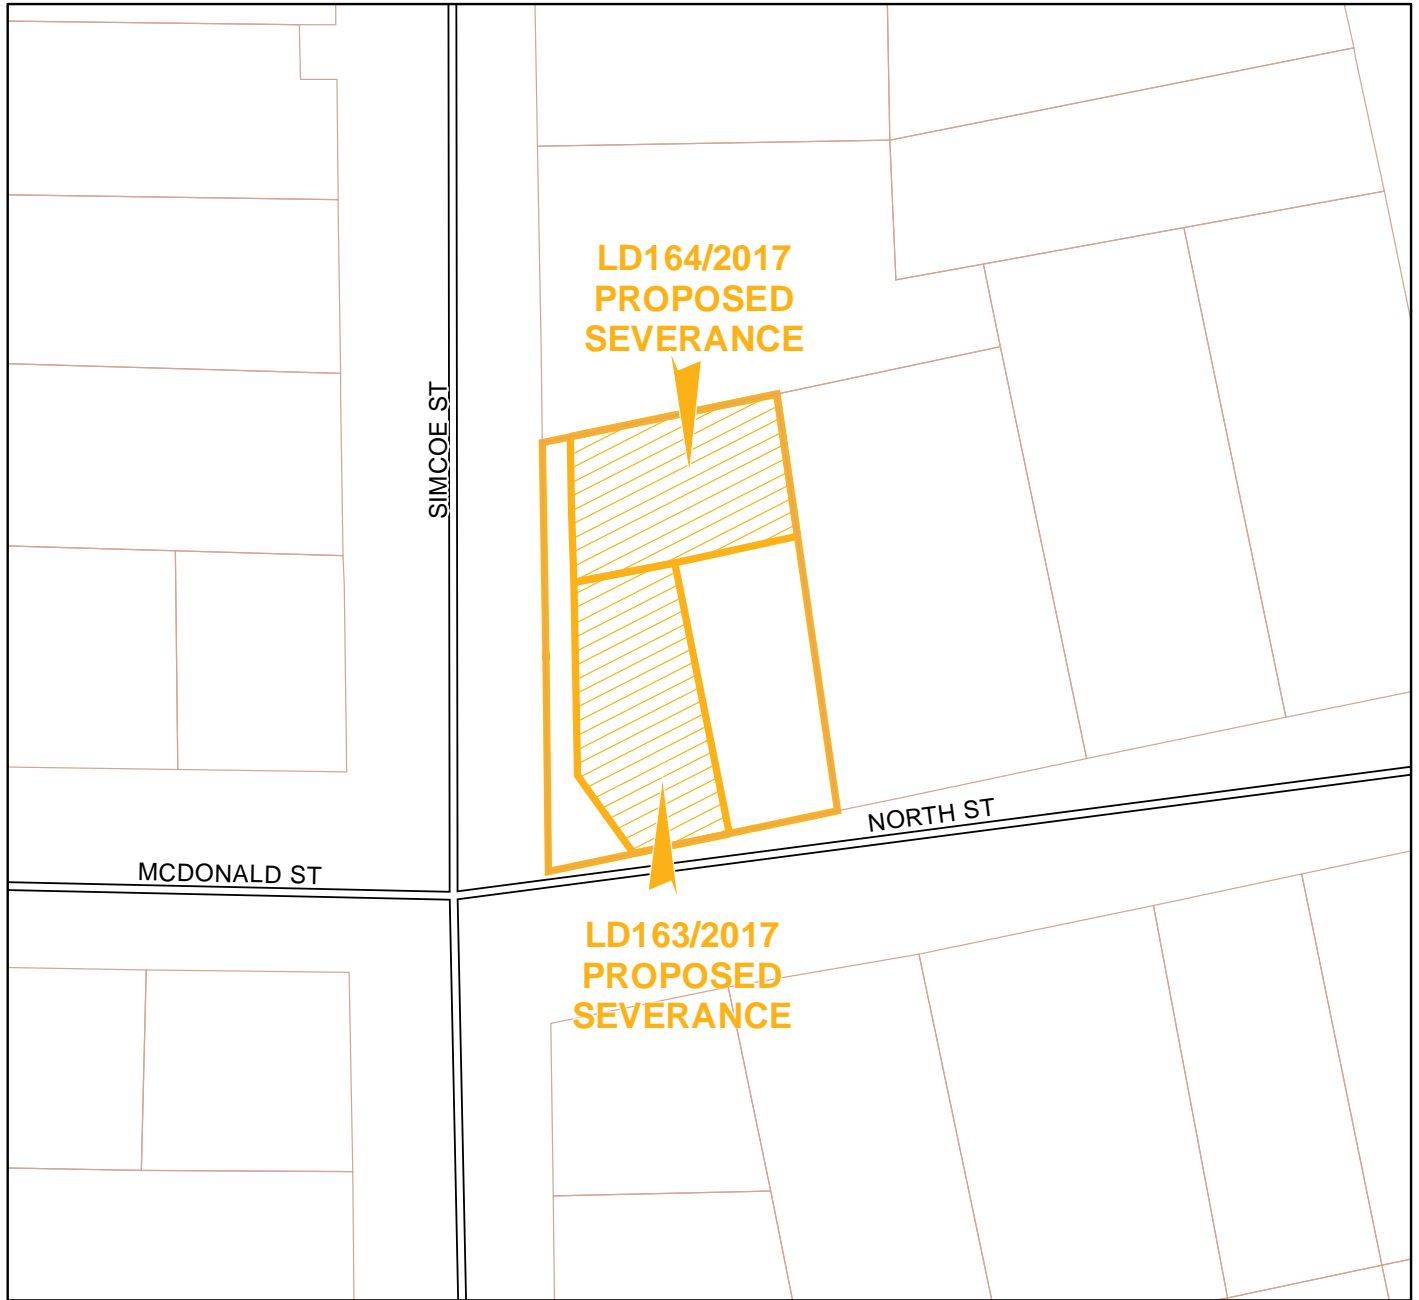 LD164/2017
PROPOSED
SEVERANCE
SIMCOE ST
NORTH ST
MCDONALD ST
LD163/2017
PROPOSED
SEVERANCE